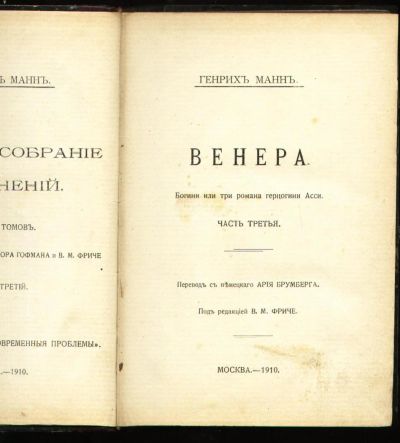 Ъ МАННЪ.
СОБРАНІЕ
НЕНІЙ.
ТОМОВЪ.
ОРА ГОФМАНА и В. М. ФРИЧЕ
ТРЕТІЙ.
ОВРЕМЕННЫЯ ПРОБЛЕМЫ».
.—1910.
ГЕНРИХЪ МАННЪ.
ВЕНЕРА.
Богини или три романа герцогини Асси.
ЧАСТЬ ТРЕТЬЯ.
Переводъ съ нѣмецкаго АРІЯ БРУМБЕРГА.
Подъ редакціей В. М. ФРИЧЕ.
МОСКВА.—1910.